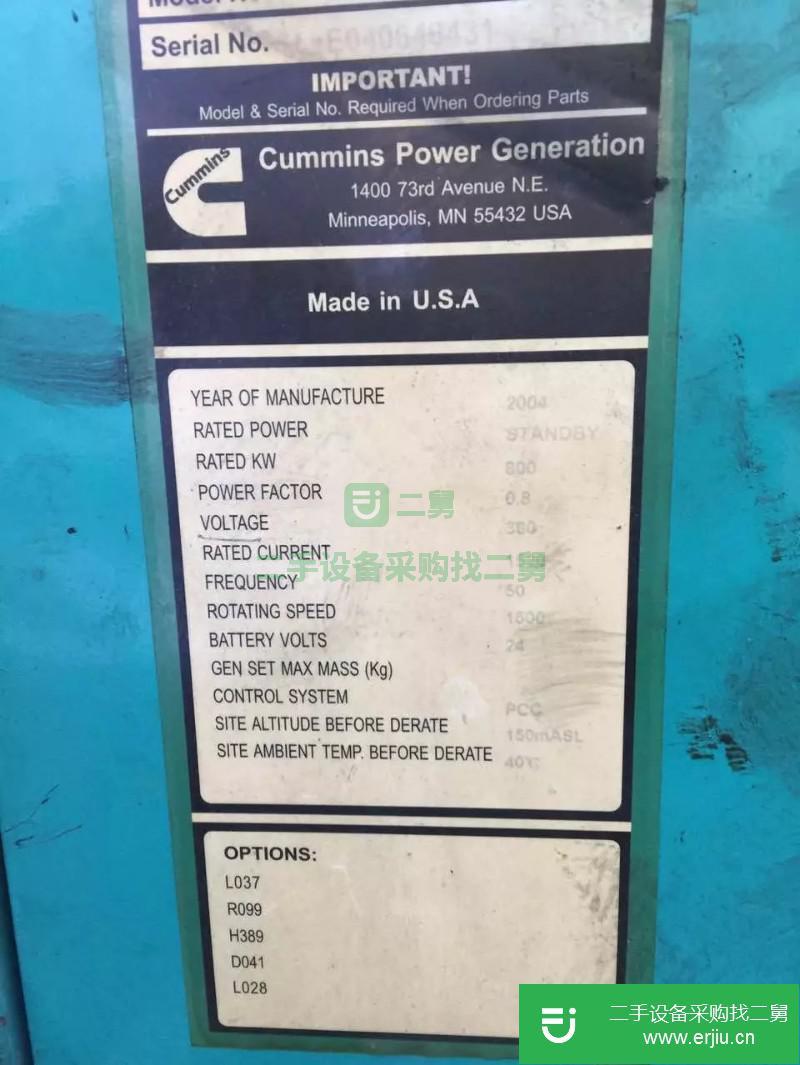 Serial No. E040640431
IMPORTANT!
Model & Serial No. Required When Ordering Parts
Cummins
Cummins Power Generation
1400 73rd Avenue N.E.
Minneapolis, MN 55432 USA
Made in U.S.A
YEAR OF MANUFACTURE 2004
RATED POWER STANDBY
RATED KW 800
POWER FACTOR 0.8
VOLTAGE 380
RATED CURRENT
FREQUENCY 50
ROTATING SPEED 1500
BATTERY VOLTS 24
GEN SET MAX MASS (Kg)
CONTROL SYSTEM PCC
SITE ALTITUDE BEFORE DERATE 150mASL
SITE AMBIENT TEMP. BEFORE DERATE 40℃
二舅
二手设备采购找二舅
OPTIONS:
L037
R099
H389
D041
L028
二手设备采购找二舅
www.erjiu.cn